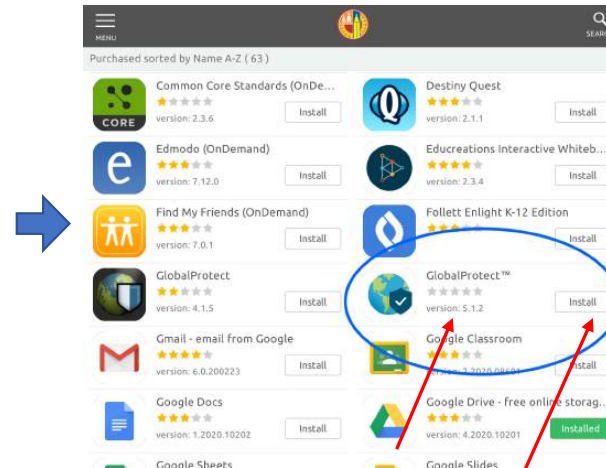 MENU
SEAR
Purchased sorted by Name A-Z ( 63 )
CORE
Common Core Standards (OnDe...
version: 2.3.6
Install
Q
Destiny Quest
version: 2.1.1
Install
e
Edmodo (OnDemand)
version: 7.12.0
Install
Educreations Interactive Whiteb...
version: 2.3.4
Install
Find My Friends (OnDemand)
version: 7.0.1
Install
Follett Enlight K-12 Edition
Install
GlobalProtect
version: 4.1.5
Install
GlobalProtect™
version: 5.1.2
Install
Gmail - email from Google
version: 6.0.200223
Install
Google Classroom
version: 2.2020.08601
Install
Google Docs
version: 1.2020.10202
Install
Google Drive - free online storag...
version: 4.2020.10201
Installed
Google Sheets
Google Slides